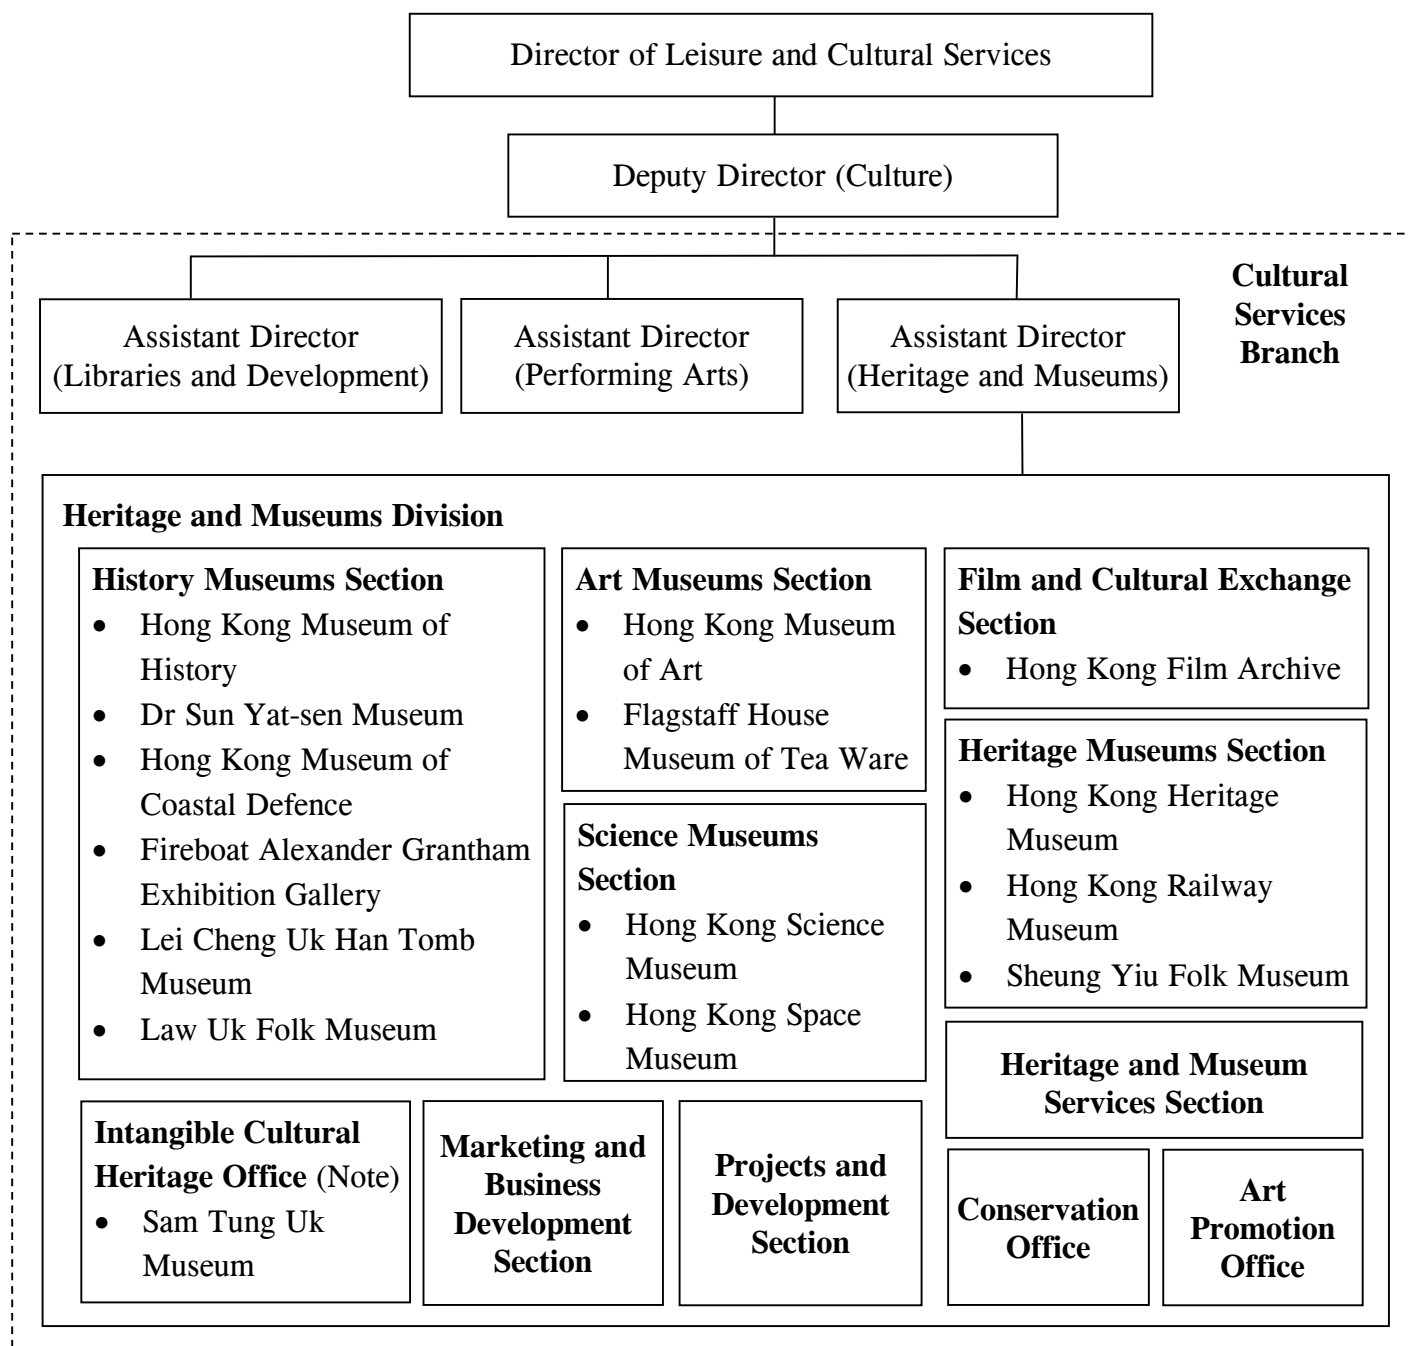 Director of Leisure and Cultural Services
Deputy Director (Culture)
Cultural
Services
Branch
Assistant Director
(Libraries and Development)
Assistant Director
(Performing Arts)
Assistant Director
(Heritage and Museums)
Heritage and Museums Division
History Museums Section
• Hong Kong Museum of
History
• Dr Sun Yat-sen Museum
• Hong Kong Museum of
Coastal Defence
• Fireboat Alexander Grantham
Exhibition Gallery
• Lei Cheng Uk Han Tomb
Museum
• Law Uk Folk Museum
Art Museums Section
• Hong Kong Museum
of Art
• Flagstaff House
Museum of Tea Ware
Science Museums
Section
• Hong Kong Science
Museum
• Hong Kong Space
Museum
Film and Cultural Exchange
Section
• Hong Kong Film Archive
Heritage Museums Section
• Hong Kong Heritage
Museum
• Hong Kong Railway
Museum
• Sheung Yiu Folk Museum
Heritage and Museum
Services Section
Intangible Cultural
Heritage Office (Note)
• Sam Tung Uk
Museum
Marketing and
Business
Development
Section
Projects and
Development
Section
Conservation
Office
Art
Promotion
Office